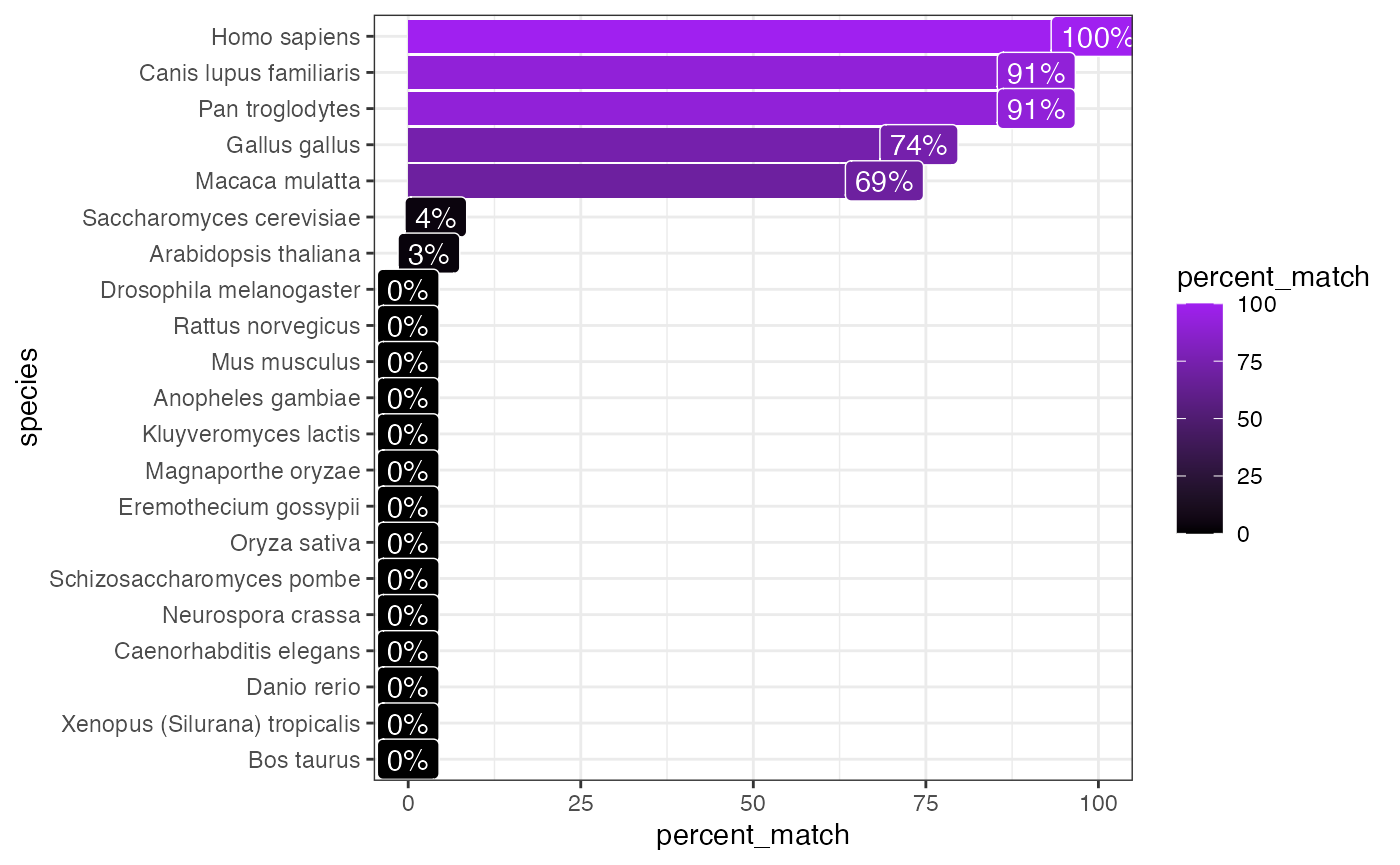 Homo sapiens 100%
Canis lupus familiaris 91%
Pan troglodytes 91%
Gallus gallus 74%
Macaca mulatta 69%
Saccharomyces cerevisiae 4%
Arabidopsis thaliana 3%
Drosophila melanogaster 0%
Rattus norvegicus 0%
Mus musculus 0%
Anopheles gambiae 0%
Kluyveromyces lactis 0%
Magnaporthe oryzae 0%
Eremothecium gossypii 0%
Oryza sativa 0%
Schizosaccharomyces pombe 0%
Neurospora crassa 0%
Caenorhabditis elegans 0%
Danio rerio 0%
Xenopus (Silurana) tropicalis 0%
Bos taurus 0%
0 25 50 75 100
percent_match
species
percent_match
100
75
50
25
0